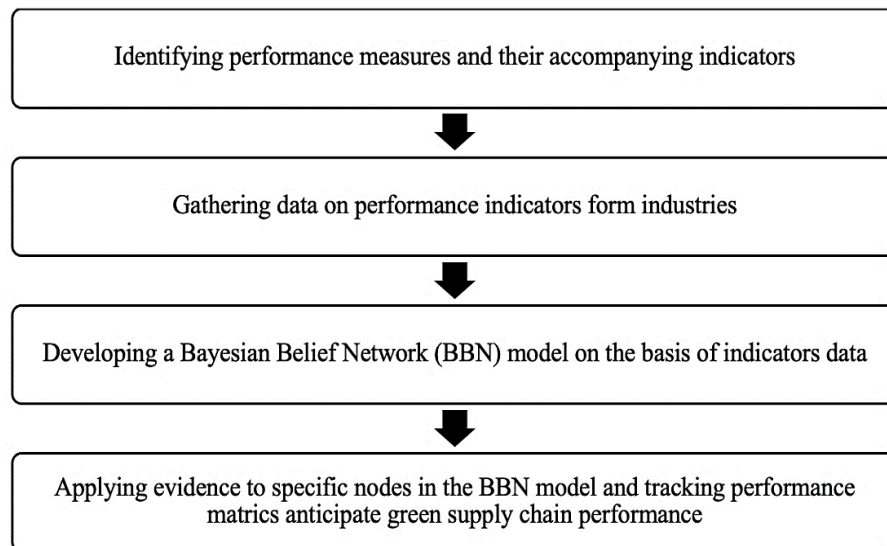 Identifying performance measures and their accompanying indicators
Gathering data on performance indicators form industries
Developing a Bayesian Belief Network (BBN) model on the basis of indicators data
Applying evidence to specific nodes in the BBN model and tracking performance
matrics anticipate green supply chain performance